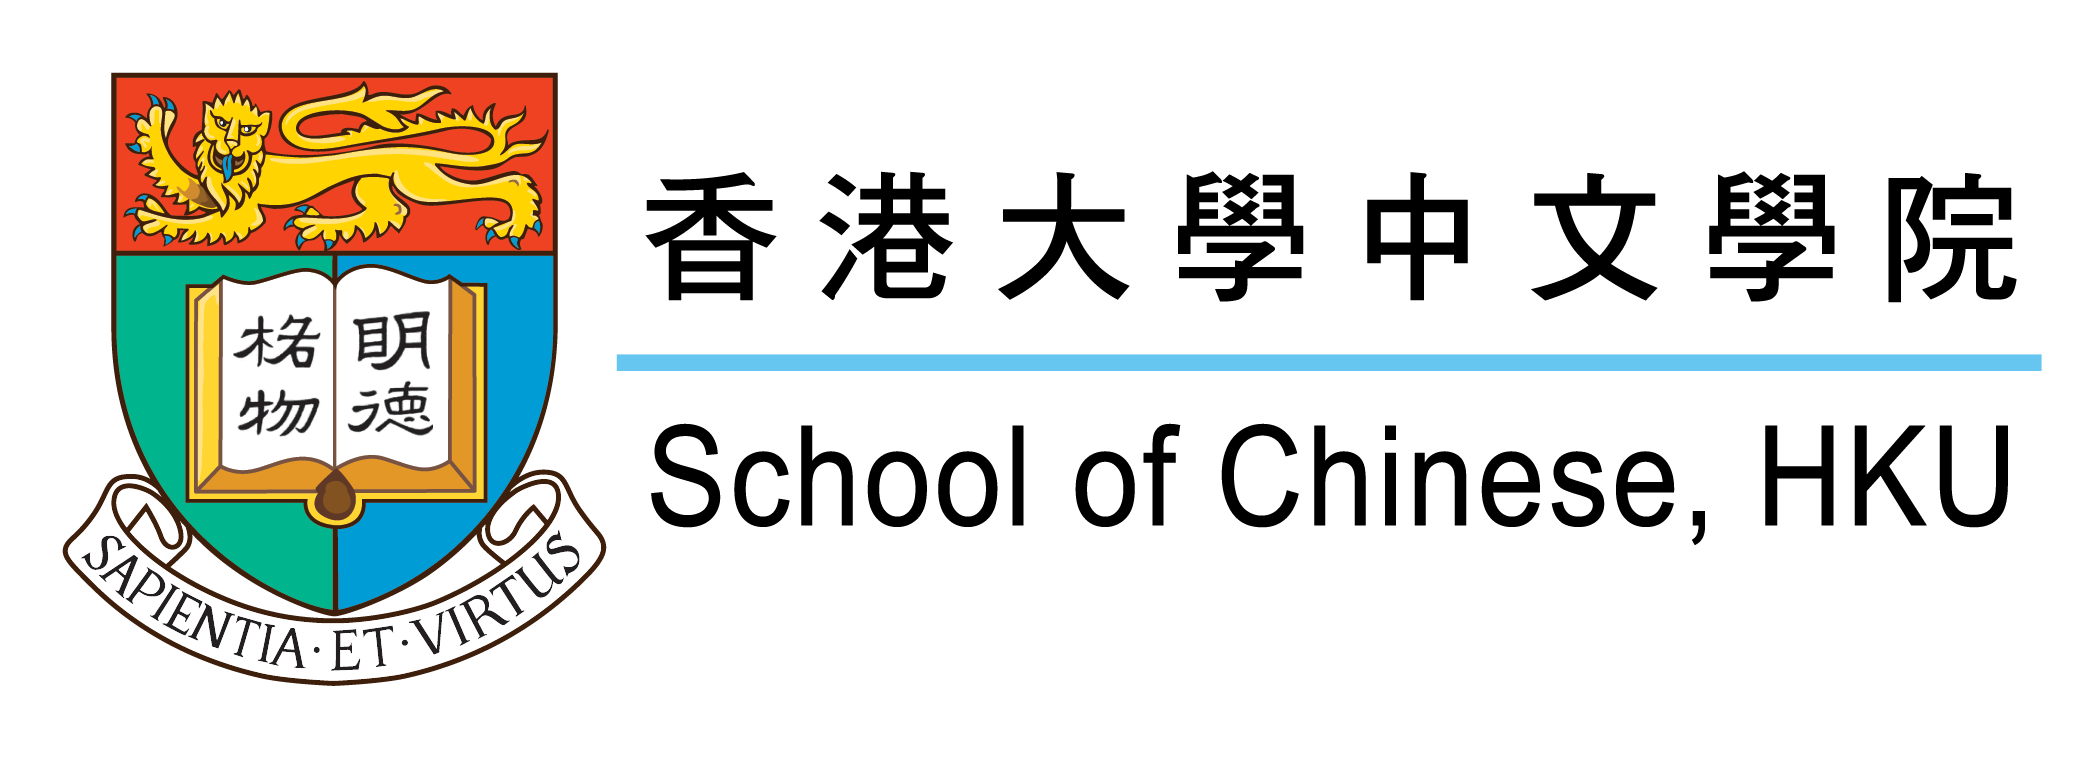 明德
格物
SAPIENTIA·ET·VIRTUS
香港大學中文學院
School of Chinese, HKU